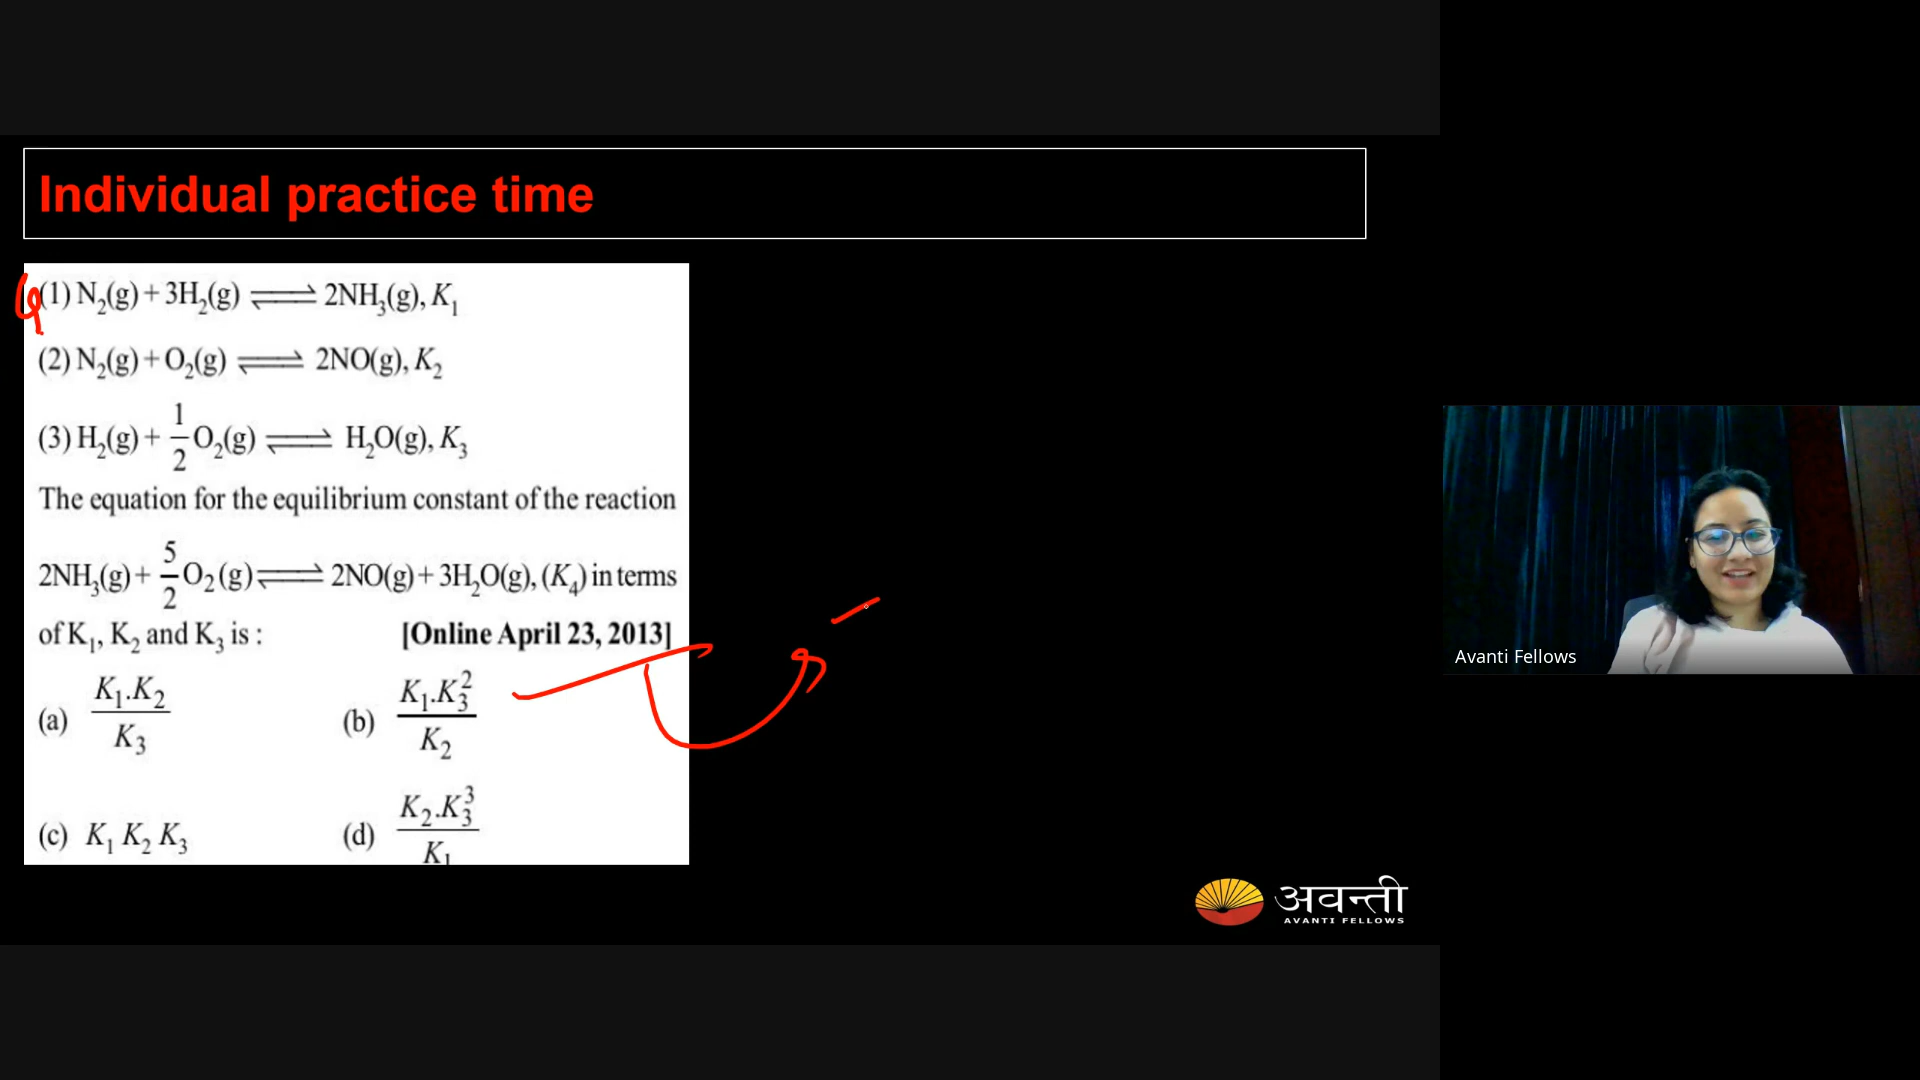 Individual practice time
(1) N₂(g) + 3H₂(g) ⇌ 2NH₃(g), K₁
(2) N₂(g) + O₂(g) ⇌ 2NO(g), K₂
(3) H₂(g) + 1/2 O₂(g) ⇌ H₂O(g), K₃
The equation for the equilibrium constant of the reaction
2NH₃(g) + 5/2 O₂(g) ⇌ 2NO(g) + 3H₂O(g), (K₄) in terms
of K₁, K₂ and K₃ is : [Online April 23, 2013]
(a) K₁.K₂ / K₃ (b) K₁.K₃² / K₂
(c) K₁ K₂ K₃ (d) K₂.K₃³ / K₁
अवन्ती
AVANTI FELLOWS
Avanti Fellows